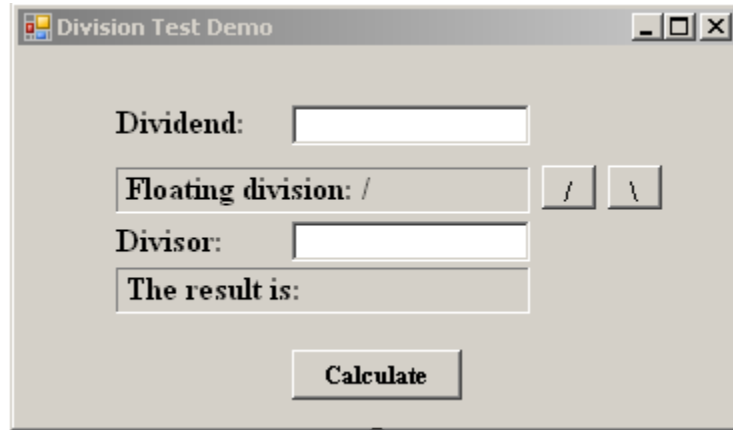 Division Test Demo
Dividend:
Floating division: / / \
Divisor:
The result is:
Calculate